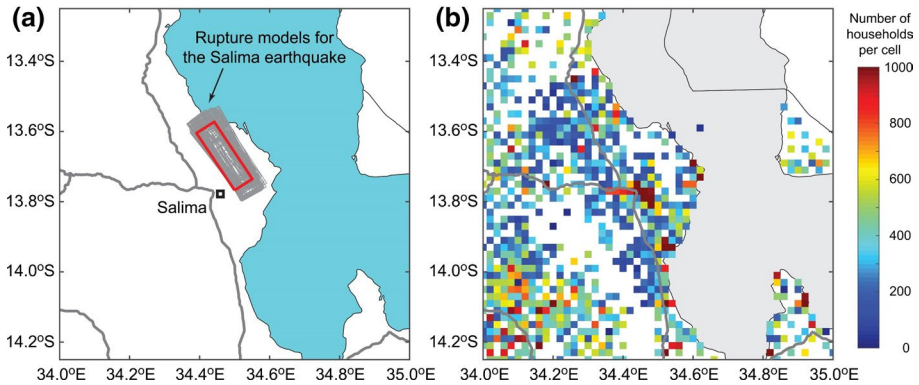 (a)
Rupture models for
the Salima earthquake
Salima
13.4ºS
13.6ºS
13.8ºS
14.0ºS
14.2ºS
34.0ºE 34.2ºE 34.4ºE 34.6ºE 34.8ºE 35.0ºE
(b)
13.4ºS
13.6ºS
13.8ºS
14.0ºS
14.2ºS
34.0ºE 34.2ºE 34.4ºE 34.6ºE 34.8ºE 35.0ºE
Number of
households
per cell
1000
800
600
400
200
0